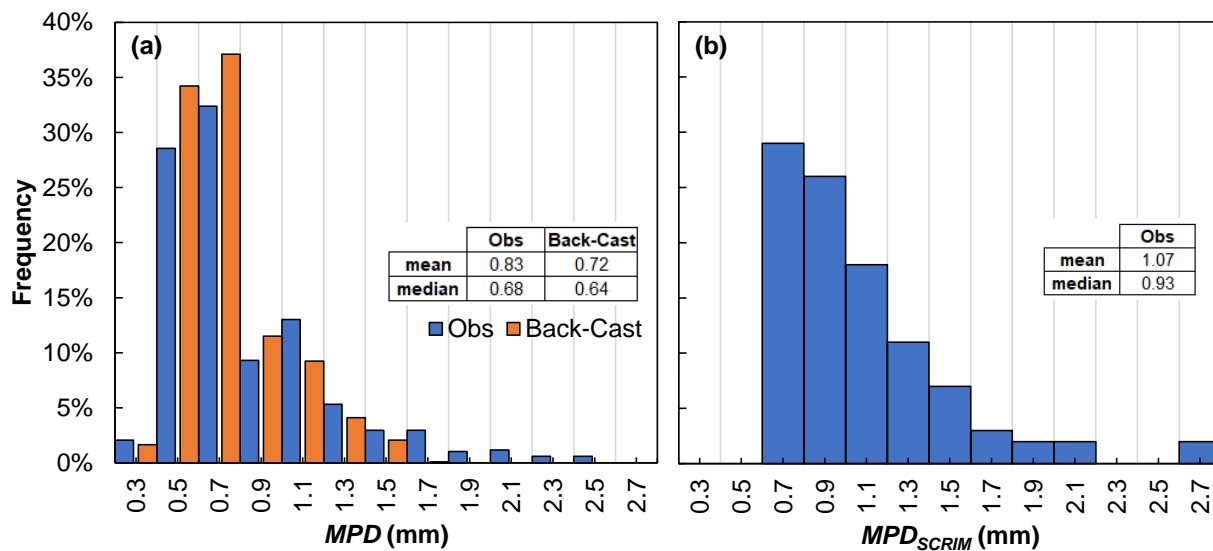 (a)
(b)
Frequency
40%
35%
30%
25%
20%
15%
10%
5%
0%
Obs Back-Cast
mean 0.83 0.72
median 0.68 0.64
Obs Back-Cast
0.3 0.5 0.7 0.9 1.1 1.3 1.5 1.7 1.9 2.1 2.3 2.5 2.7
MPD (mm)
Obs
mean 1.07
median 0.93
0.3 0.5 0.7 0.9 1.1 1.3 1.5 1.7 1.9 2.1 2.3 2.5 2.7
MPDSCRIM (mm)